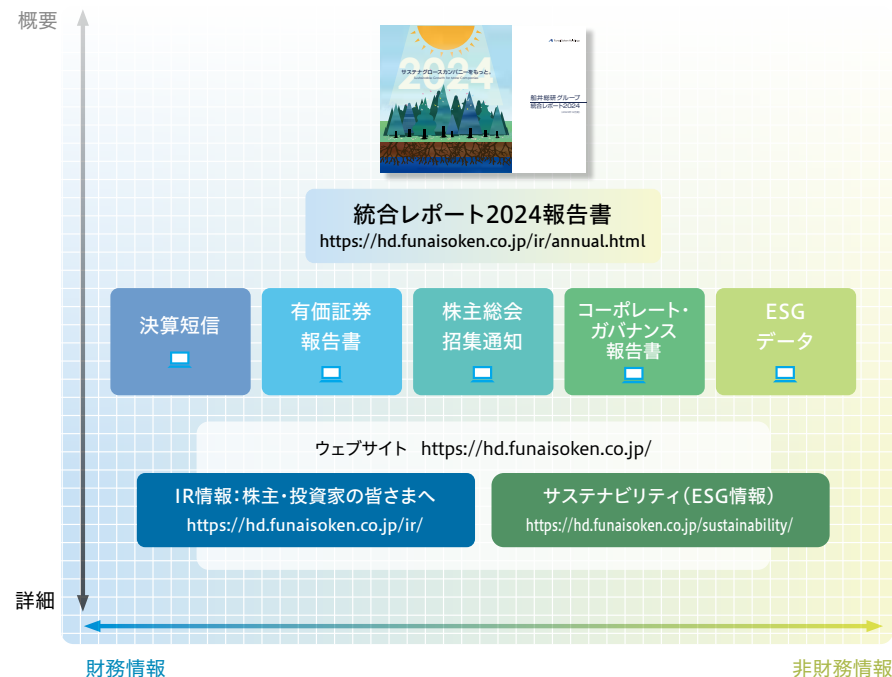 概要
サステナグロースカンパニーをもっと。
2024
船井総研グループ
統合レポート2024
統合レポート2024報告書
https://hd.funaisoken.co.jp/ir/annual.html
決算短信
有価証券
報告書
株主総会
招集通知
コーポレート・
ガバナンス
報告書
ESG
データ
ウェブサイト https://hd.funaisoken.co.jp/
IR情報:株主・投資家の皆さまへ
https://hd.funaisoken.co.jp/ir/
サステナビリティ(ESG情報)
https://hd.funaisoken.co.jp/sustainability/
詳細
財務情報
非財務情報